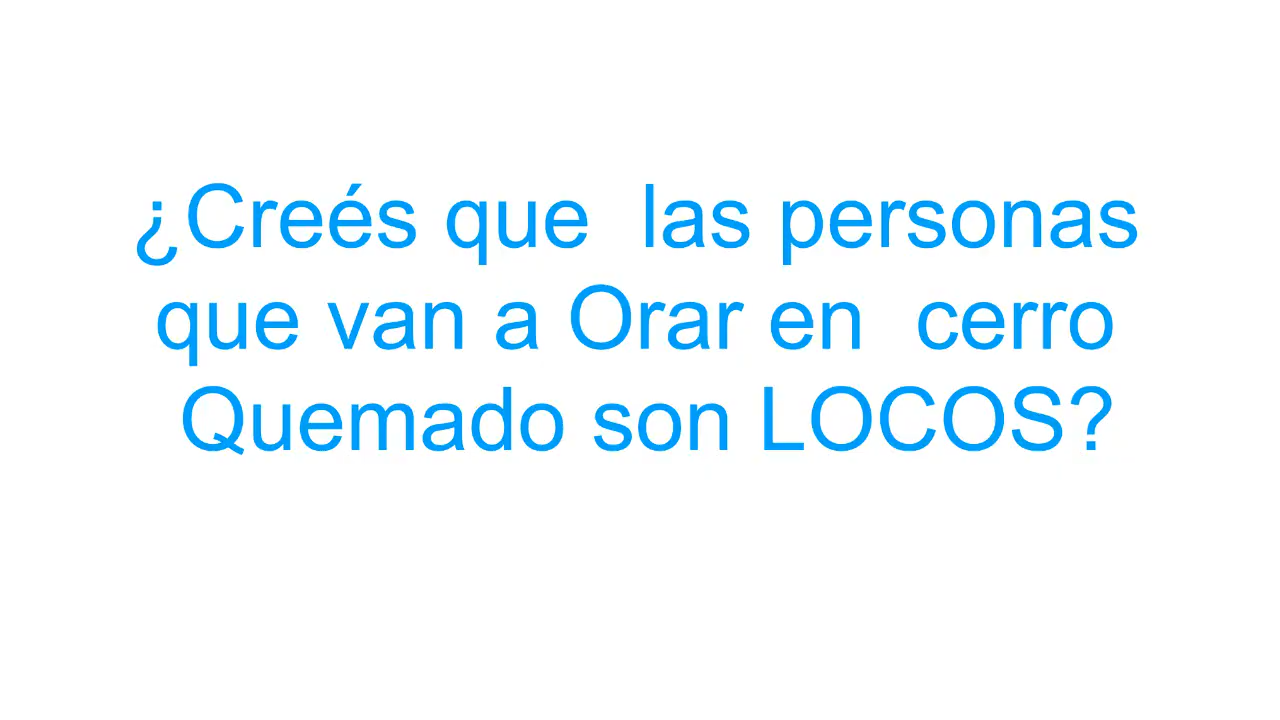 ¿Creés que  las personas
que van a Orar en  cerro
Quemado son LOCOS?